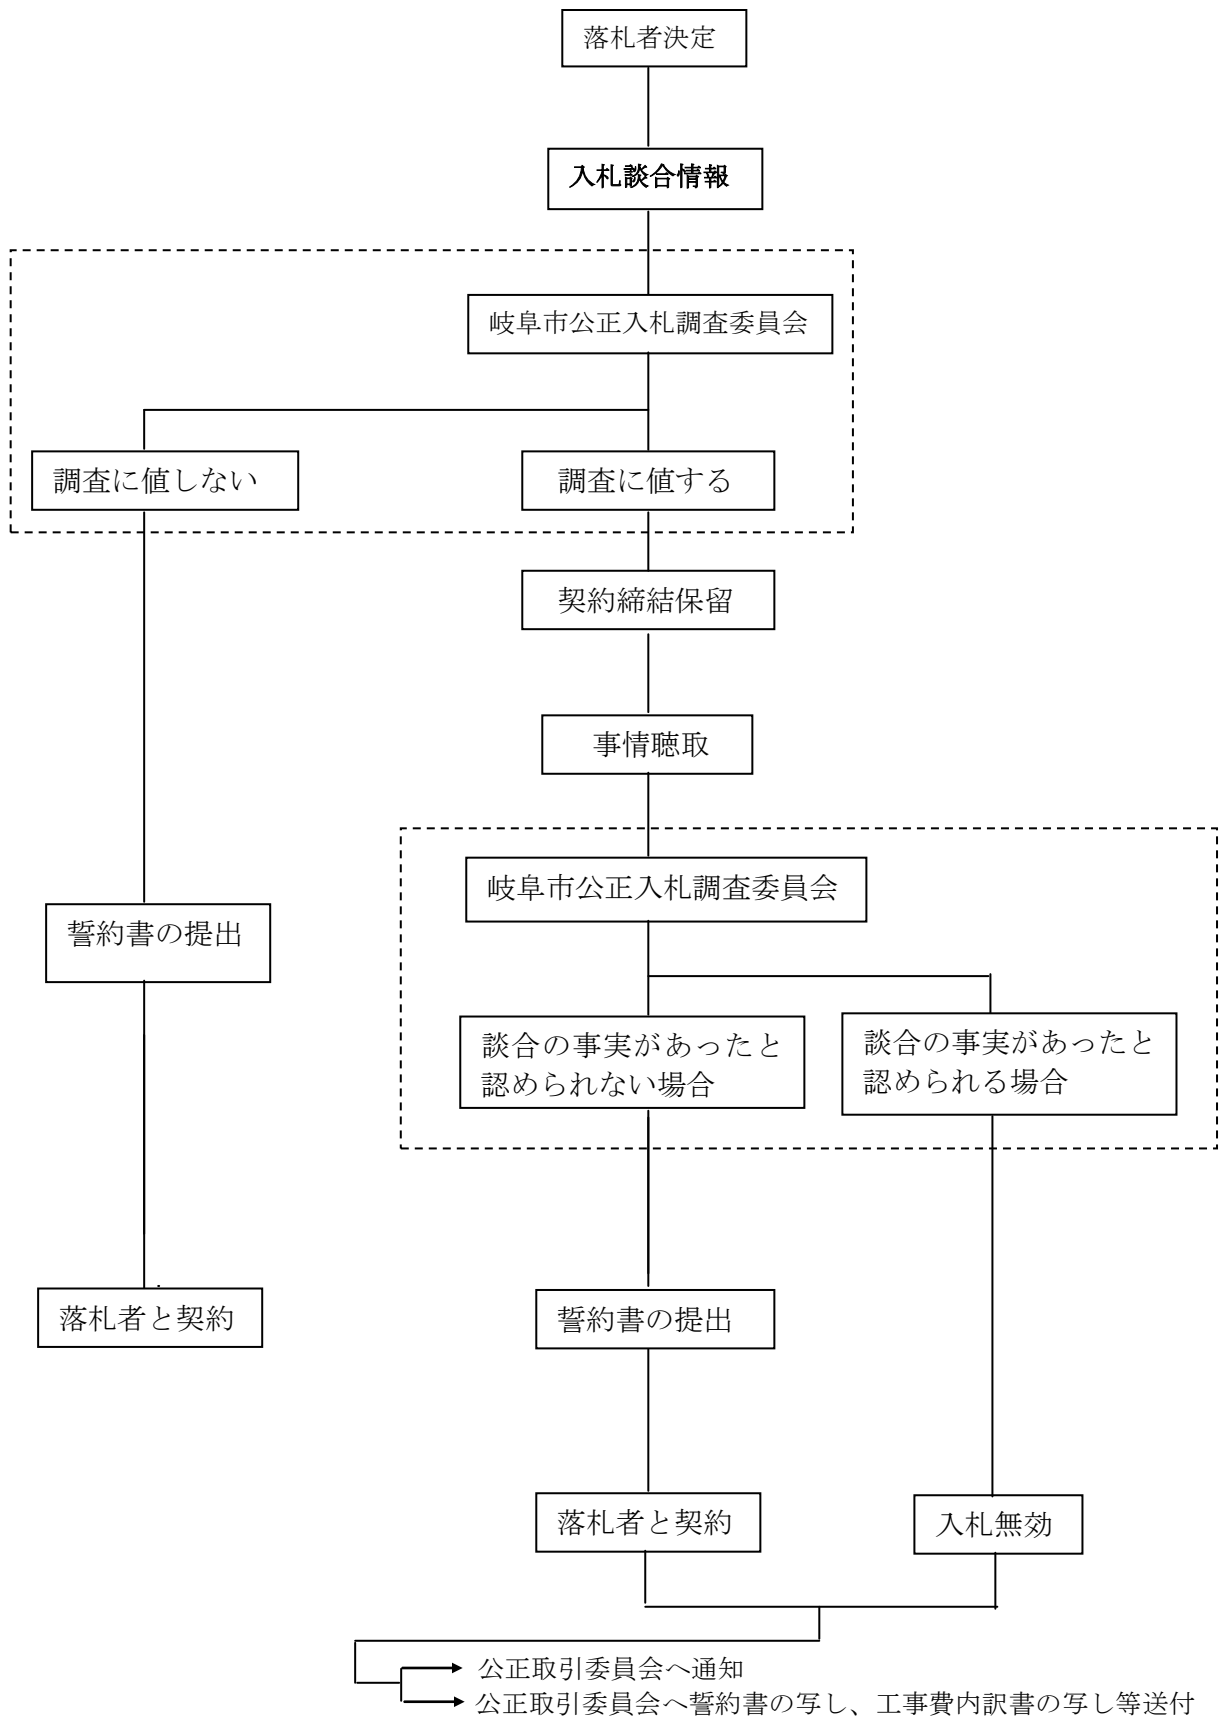 落札者決定
入札談合情報
岐阜市公正入札調査委員会
調査に値しない
調査に値する
契約締結保留
事情聴取
岐阜市公正入札調査委員会
誓約書の提出
談合の事実があったと
認められない場合
談合の事実があったと
認められる場合
誓約書の提出
落札者と契約
落札者と契約
入札無効
公正取引委員会へ通知
公正取引委員会へ誓約書の写し、工事費内訳書の写し等送付